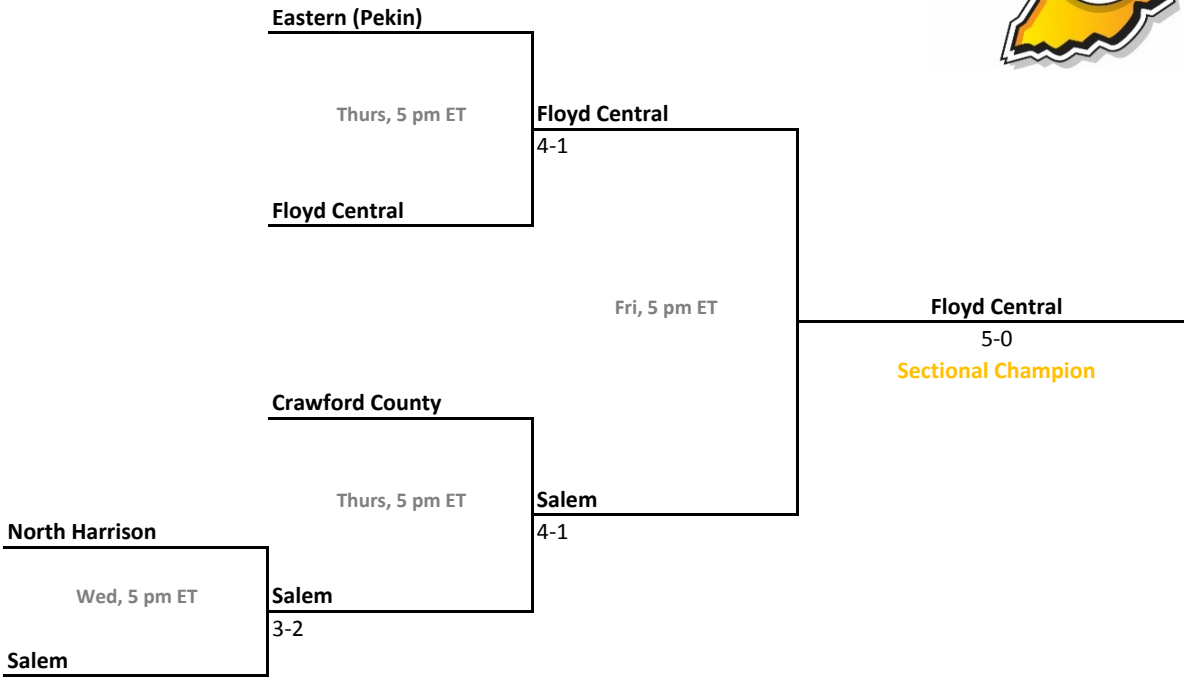 Eastern (Pekin)
Thurs, 5 pm ET
Floyd Central
4-1
Floyd Central
Fri, 5 pm ET
Floyd Central
5-0
Sectional Champion
Crawford County
Thurs, 5 pm ET
Salem
4-1
North Harrison
Wed, 5 pm ET
Salem
3-2
Salem